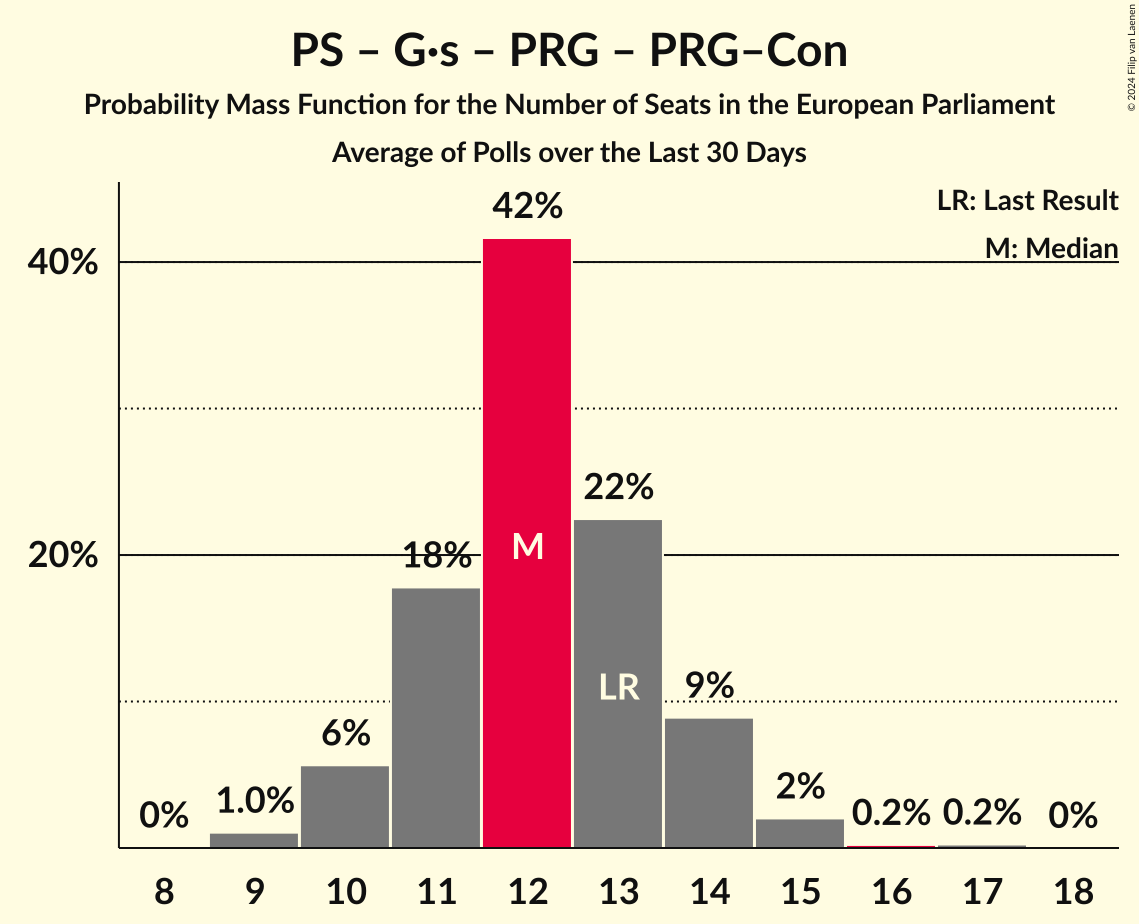 PS – G•s – PRG – PRG–Con
Probability Mass Function for the Number of Seats in the European Parliament
Average of Polls over the Last 30 Days
© 2024 Filip van Laenen
LR: Last Result
M: Median
42%
40%
22%
20%
18%
M
LR
9%
6%
2%
1.0%
0%
0.2%
0.2%
0%
8 9 10 11 12 13 14 15 16 17 18